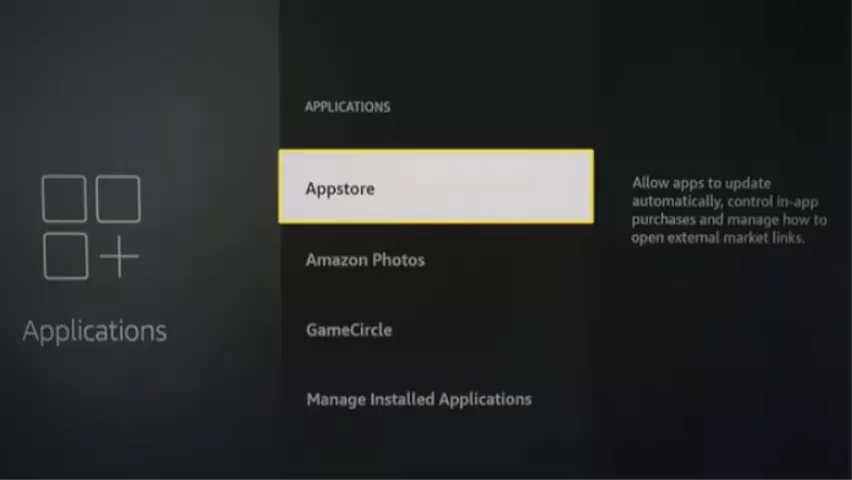 APPLICATIONS
Appstore
Amazon Photos
GameCircle
Manage Installed Applications
Applications
Allow apps to update
automatically, control in-app
purchases and manage how to
open external market links.